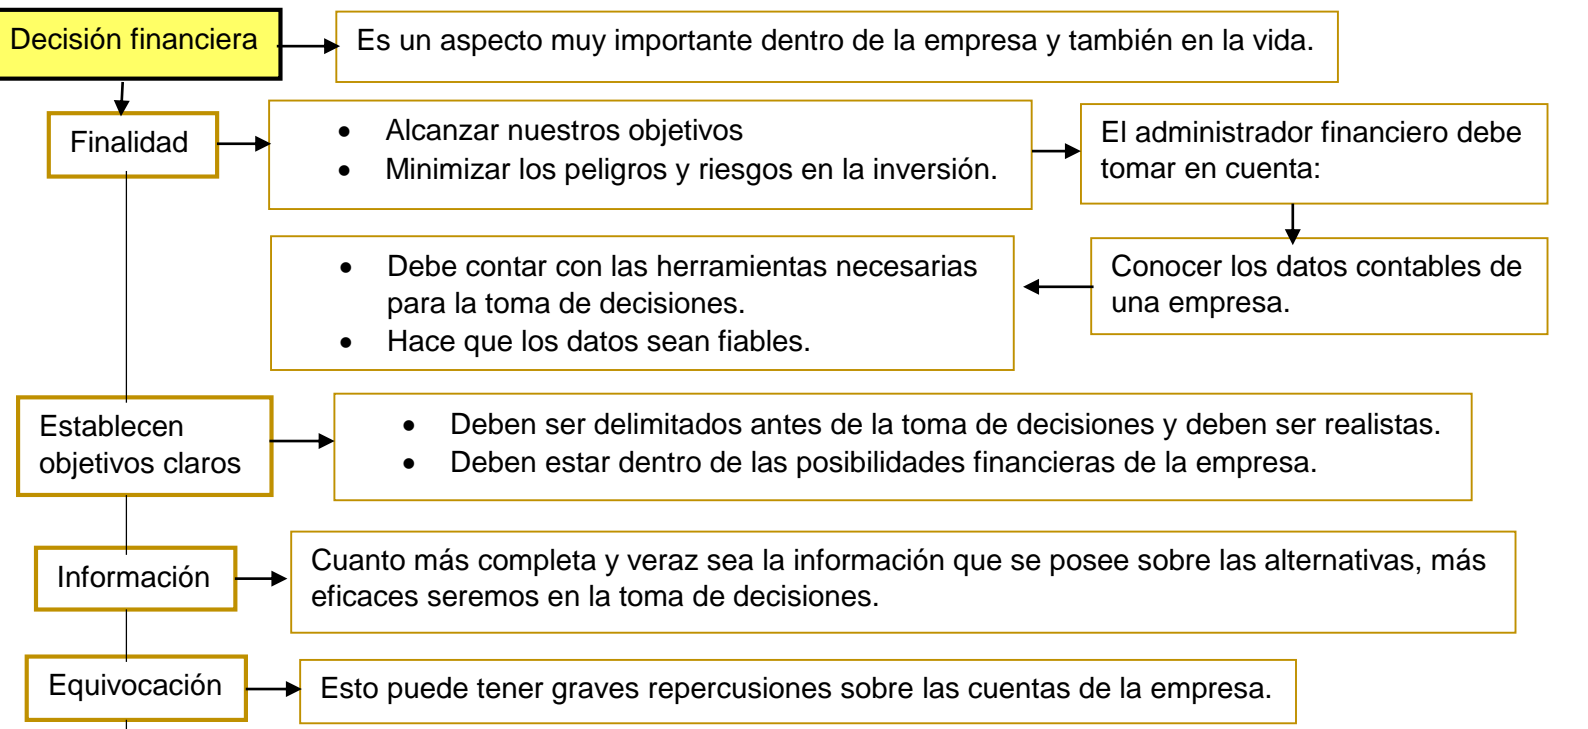 Decisión financiera
Es un aspecto muy importante dentro de la empresa y también en la vida.
Finalidad
• Alcanzar nuestros objetivos
• Minimizar los peligros y riesgos en la inversión.
El administrador financiero debe
tomar en cuenta:
Conocer los datos contables de
una empresa.
• Debe contar con las herramientas necesarias
para la toma de decisiones.
• Hace que los datos sean fiables.
Establecen
objetivos claros
• Deben ser delimitados antes de la toma de decisiones y deben ser realistas.
• Deben estar dentro de las posibilidades financieras de la empresa.
Información
Cuanto más completa y veraz sea la información que se posee sobre las alternativas, más
eficaces seremos en la toma de decisiones.
Equivocación
Esto puede tener graves repercusiones sobre las cuentas de la empresa.